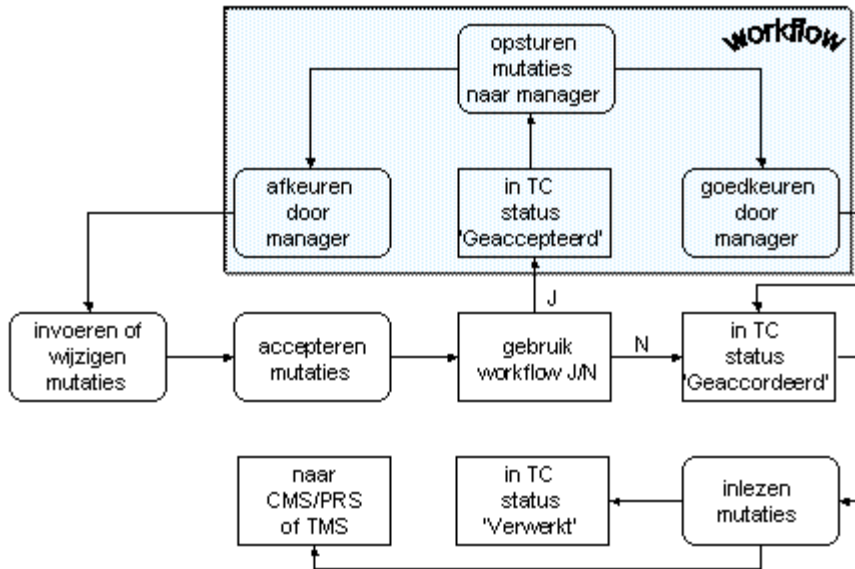 workflow
opsturen
mutaties
naar manager
afkeuren
door
manager
in TC
status
'Geaccepteerd'
goedkeuren
door
manager
J
invoeren of
wijzigen
mutaties
accepteren
mutaties
gebruik
workflow J/N
N
in TC
status
'Geaccordeerd'
naar
CMS/PRS
of TMS
in TC
status
'Verwerkt'
inlezen
mutaties